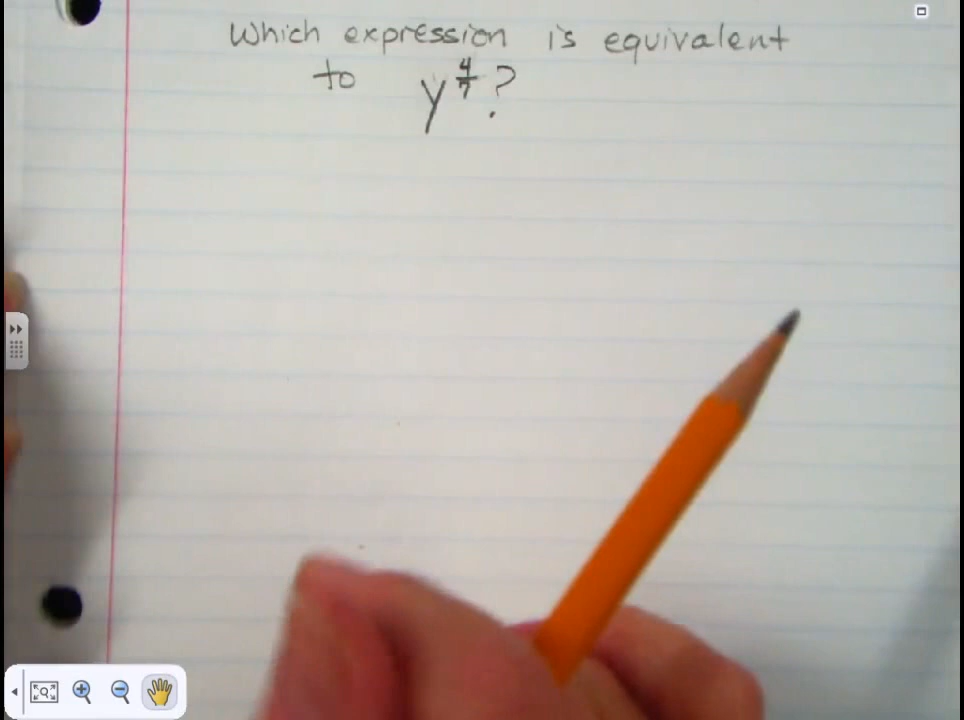 Which expression is equivalent
to y^{4/7}?